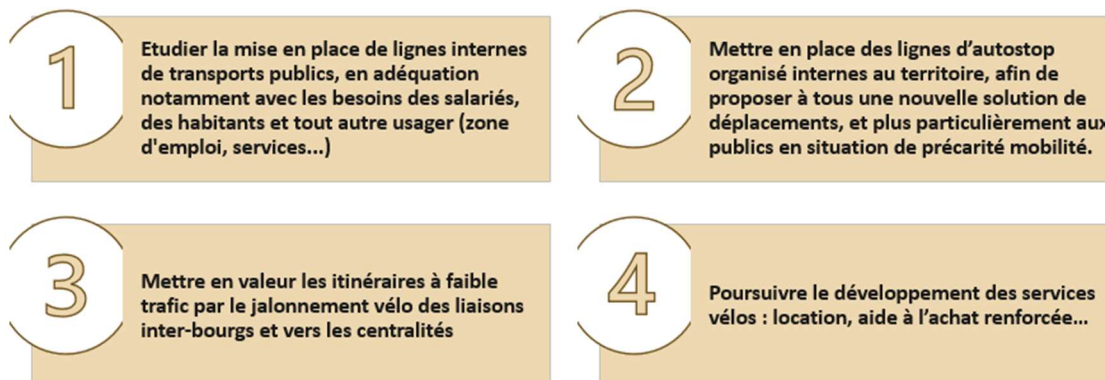 1
Etudier la mise en place de lignes internes
de transports publics, en adéquation
notamment avec les besoins des salariés,
des habitants et tout autre usager (zone
d'emploi, services...)
2
Mettre en place des lignes d’autostop
organisé internes au territoire, afin de
proposer à tous une nouvelle solution de
déplacements, et plus particulièrement aux
publics en situation de précarité mobilité.
3
Mettre en valeur les itinéraires à faible
trafic par le jalonnement vélo des liaisons
inter-bourgs et vers les centralités
4
Poursuivre le développement des services
vélos : location, aide à l’achat renforcée…